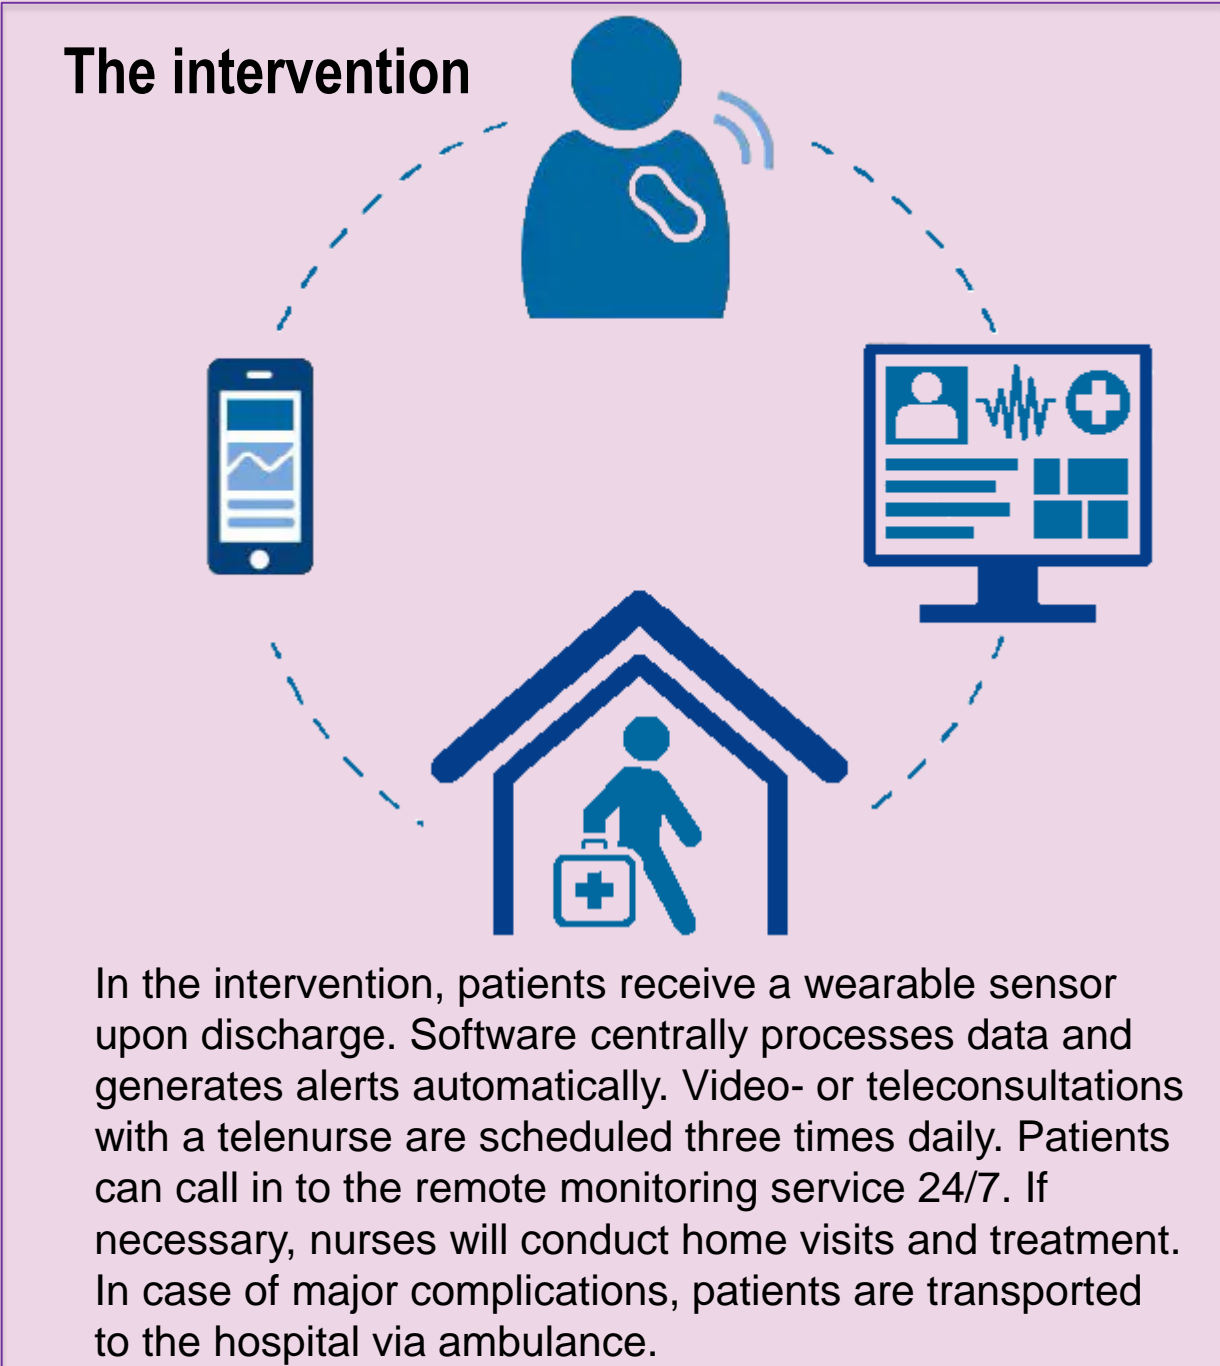 The intervention
In the intervention, patients receive a wearable sensor
upon discharge. Software centrally processes data and
generates alerts automatically. Video- or teleconsultations
with a telenurse are scheduled three times daily. Patients
can call in to the remote monitoring service 24/7. If
necessary, nurses will conduct home visits and treatment.
In case of major complications, patients are transported
to the hospital via ambulance.